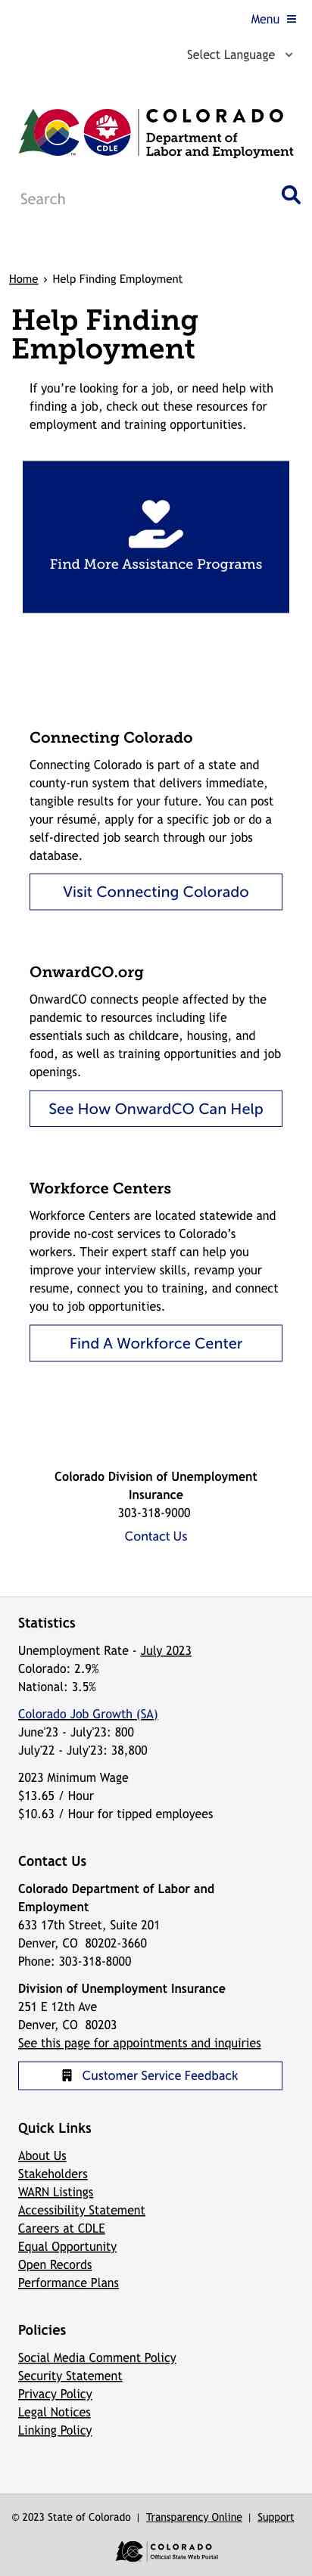 Menu
Select Language
CO
CDLE
COLORADO
Department of
Labor and Employment
Search
Home › Help Finding Employment
Help Finding
Employment
If you’re looking for a job, or need help with
finding a job, check out these resources for
employment and training opportunities.
Find More Assistance Programs
Connecting Colorado
Connecting Colorado is part of a state and
county-run system that delivers immediate,
tangible results for your future. You can post
your résumé, apply for a specific job or do a
self-directed job search through our jobs
database.
Visit Connecting Colorado
OnwardCO.org
OnwardCO connects people affected by the
pandemic to resources including life
essentials such as childcare, housing, and
food, as well as training opportunities and job
openings.
See How OnwardCO Can Help
Workforce Centers
Workforce Centers are located statewide and
provide no-cost services to Colorado’s
workers. Their expert staff can help you
improve your interview skills, revamp your
resume, connect you to training, and connect
you to job opportunities.
Find A Workforce Center
Colorado Division of Unemployment
Insurance
303-318-9000
Contact Us
Statistics
Unemployment Rate - July 2023
Colorado: 2.9%
National: 3.5%
Colorado Job Growth (SA)
June'23 - July'23: 800
July'22 - July'23: 38,800
2023 Minimum Wage
$13.65 / Hour
$10.63 / Hour for tipped employees
Contact Us
Colorado Department of Labor and
Employment
633 17th Street, Suite 201
Denver, CO 80202-3660
Phone: 303-318-8000
Division of Unemployment Insurance
251 E 12th Ave
Denver, CO 80203
See this page for appointments and inquiries
Customer Service Feedback
Quick Links
About Us
Stakeholders
WARN Listings
Accessibility Statement
Careers at CDLE
Equal Opportunity
Open Records
Performance Plans
Policies
Social Media Comment Policy
Security Statement
Privacy Policy
Legal Notices
Linking Policy
© 2023 State of Colorado | Transparency Online | Support
CO
COLORADO
Official State Web Portal